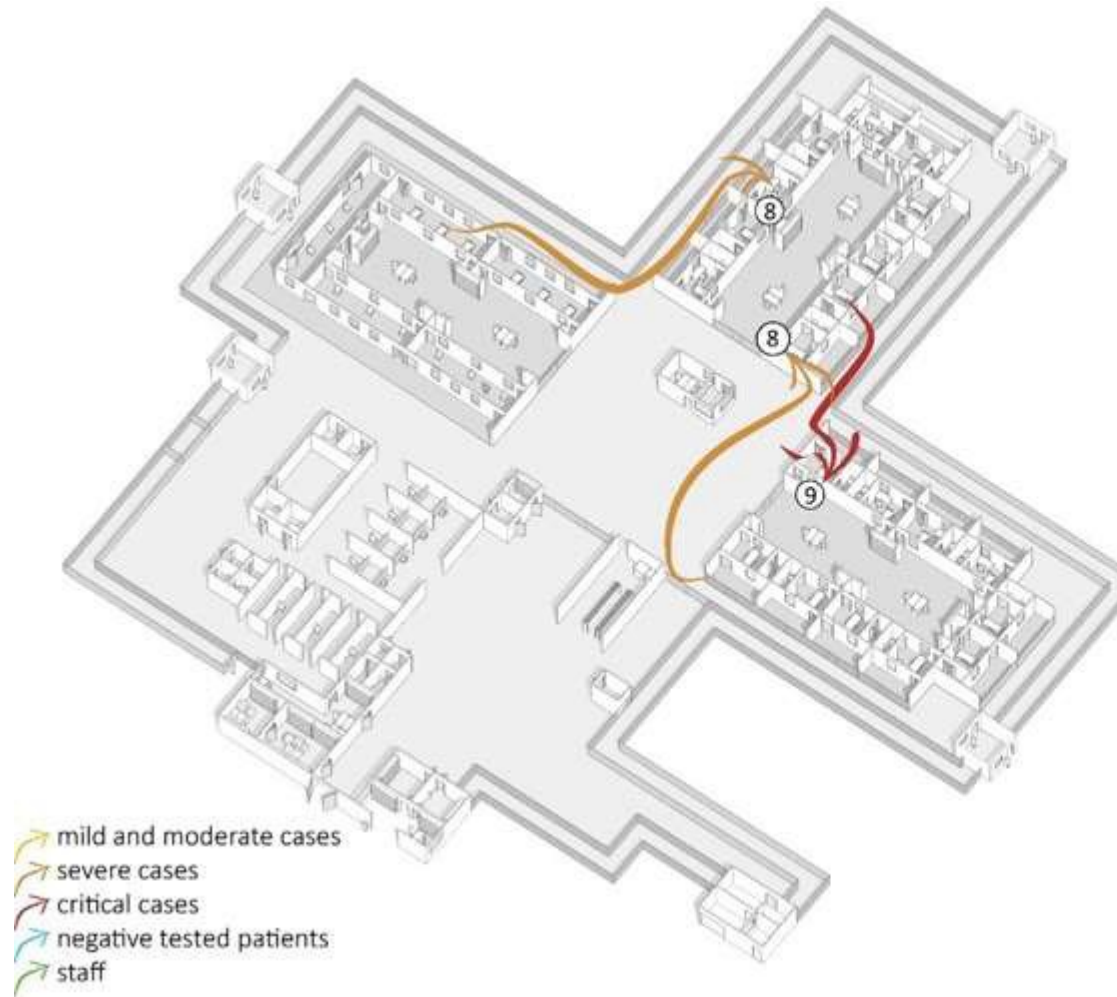 8
8
9
mild and moderate cases
severe cases
critical cases
negative tested patients
staff